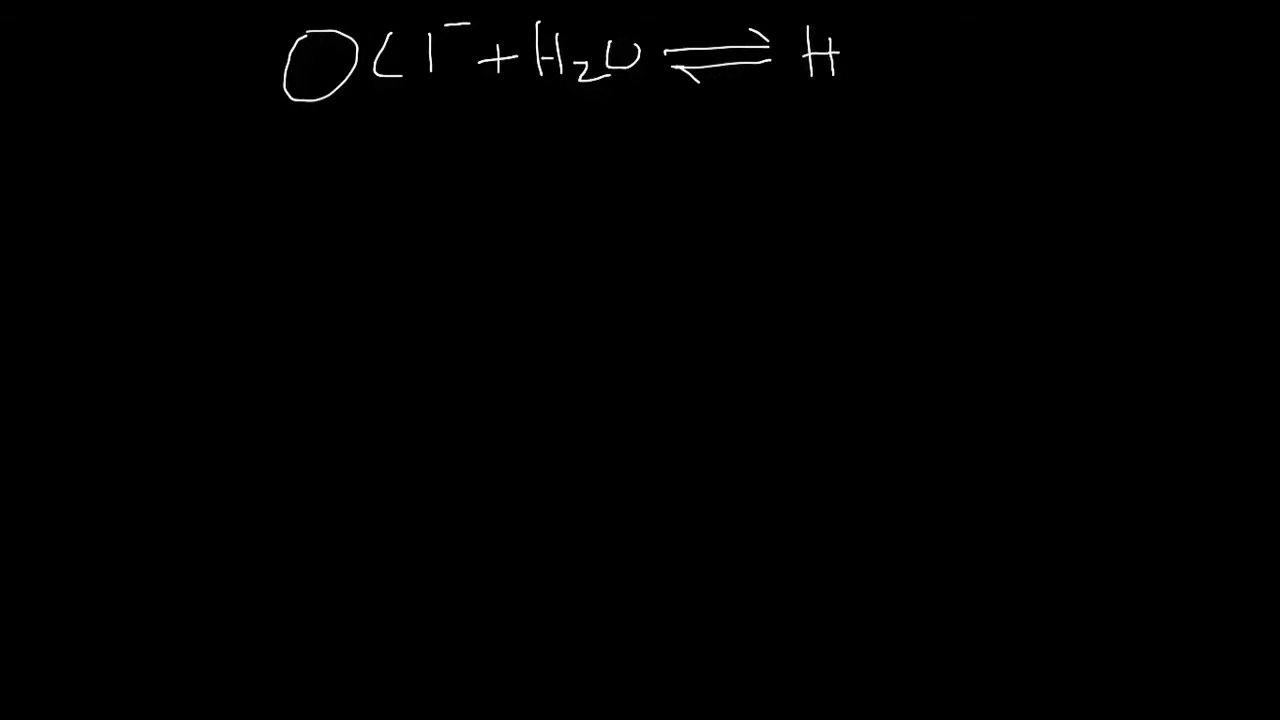 OCl⁻ + H₂O ⇌ H